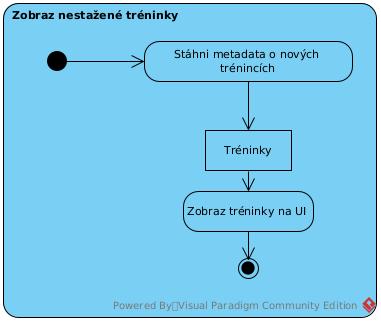 Zobraz nestažené tréninky
Stáhni metadata o nových
trénincích
Tréninky
Zobraz tréninky na UI
Powered By Visual Paradigm Community Edition